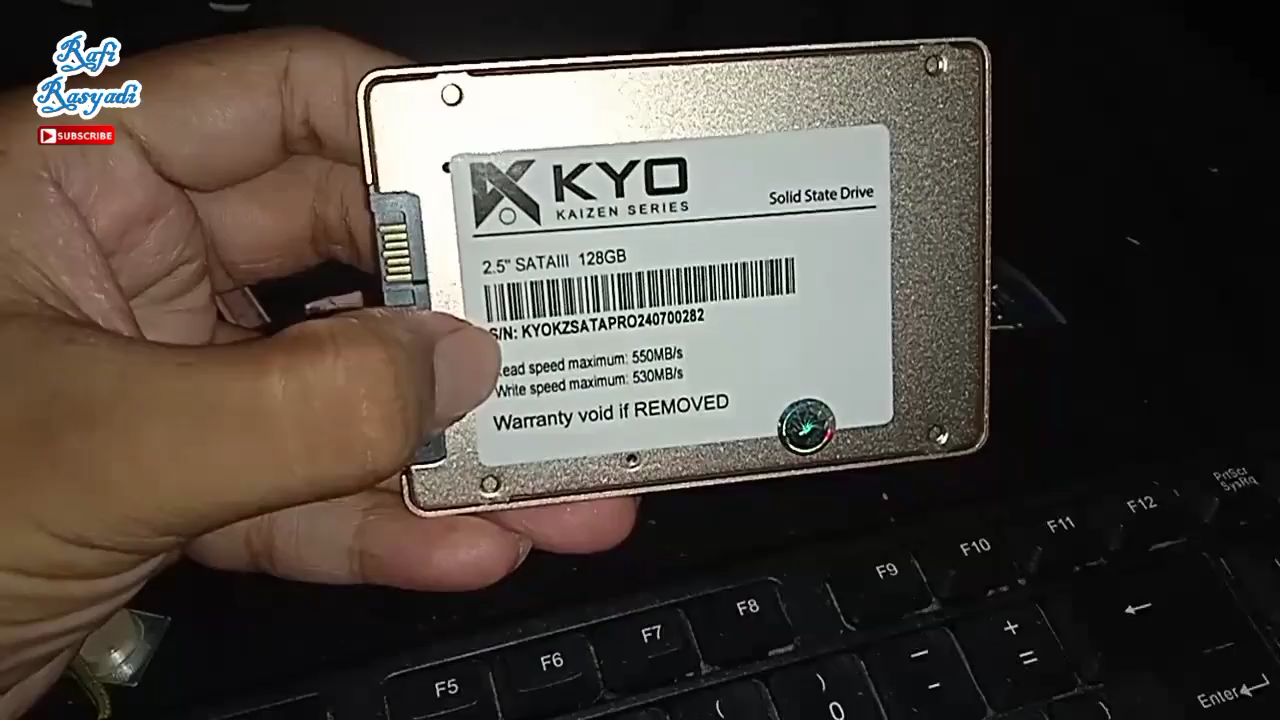 Rafi
Rasyadi
SUBSCRIBE
KYO
KAIZEN SERIES
Solid State Drive
2.5" SATAIII 128GB
S/N: KYOKZSATAPRO240700282
ead speed maximum: 550MB/s
Write speed maximum: 530MB/s
Warranty void if REMOVED
PrtScr
SysRq
F5
F6
F7
F8
F9
F10
F11
F12
+
=
_
-
)
0
(
Enter